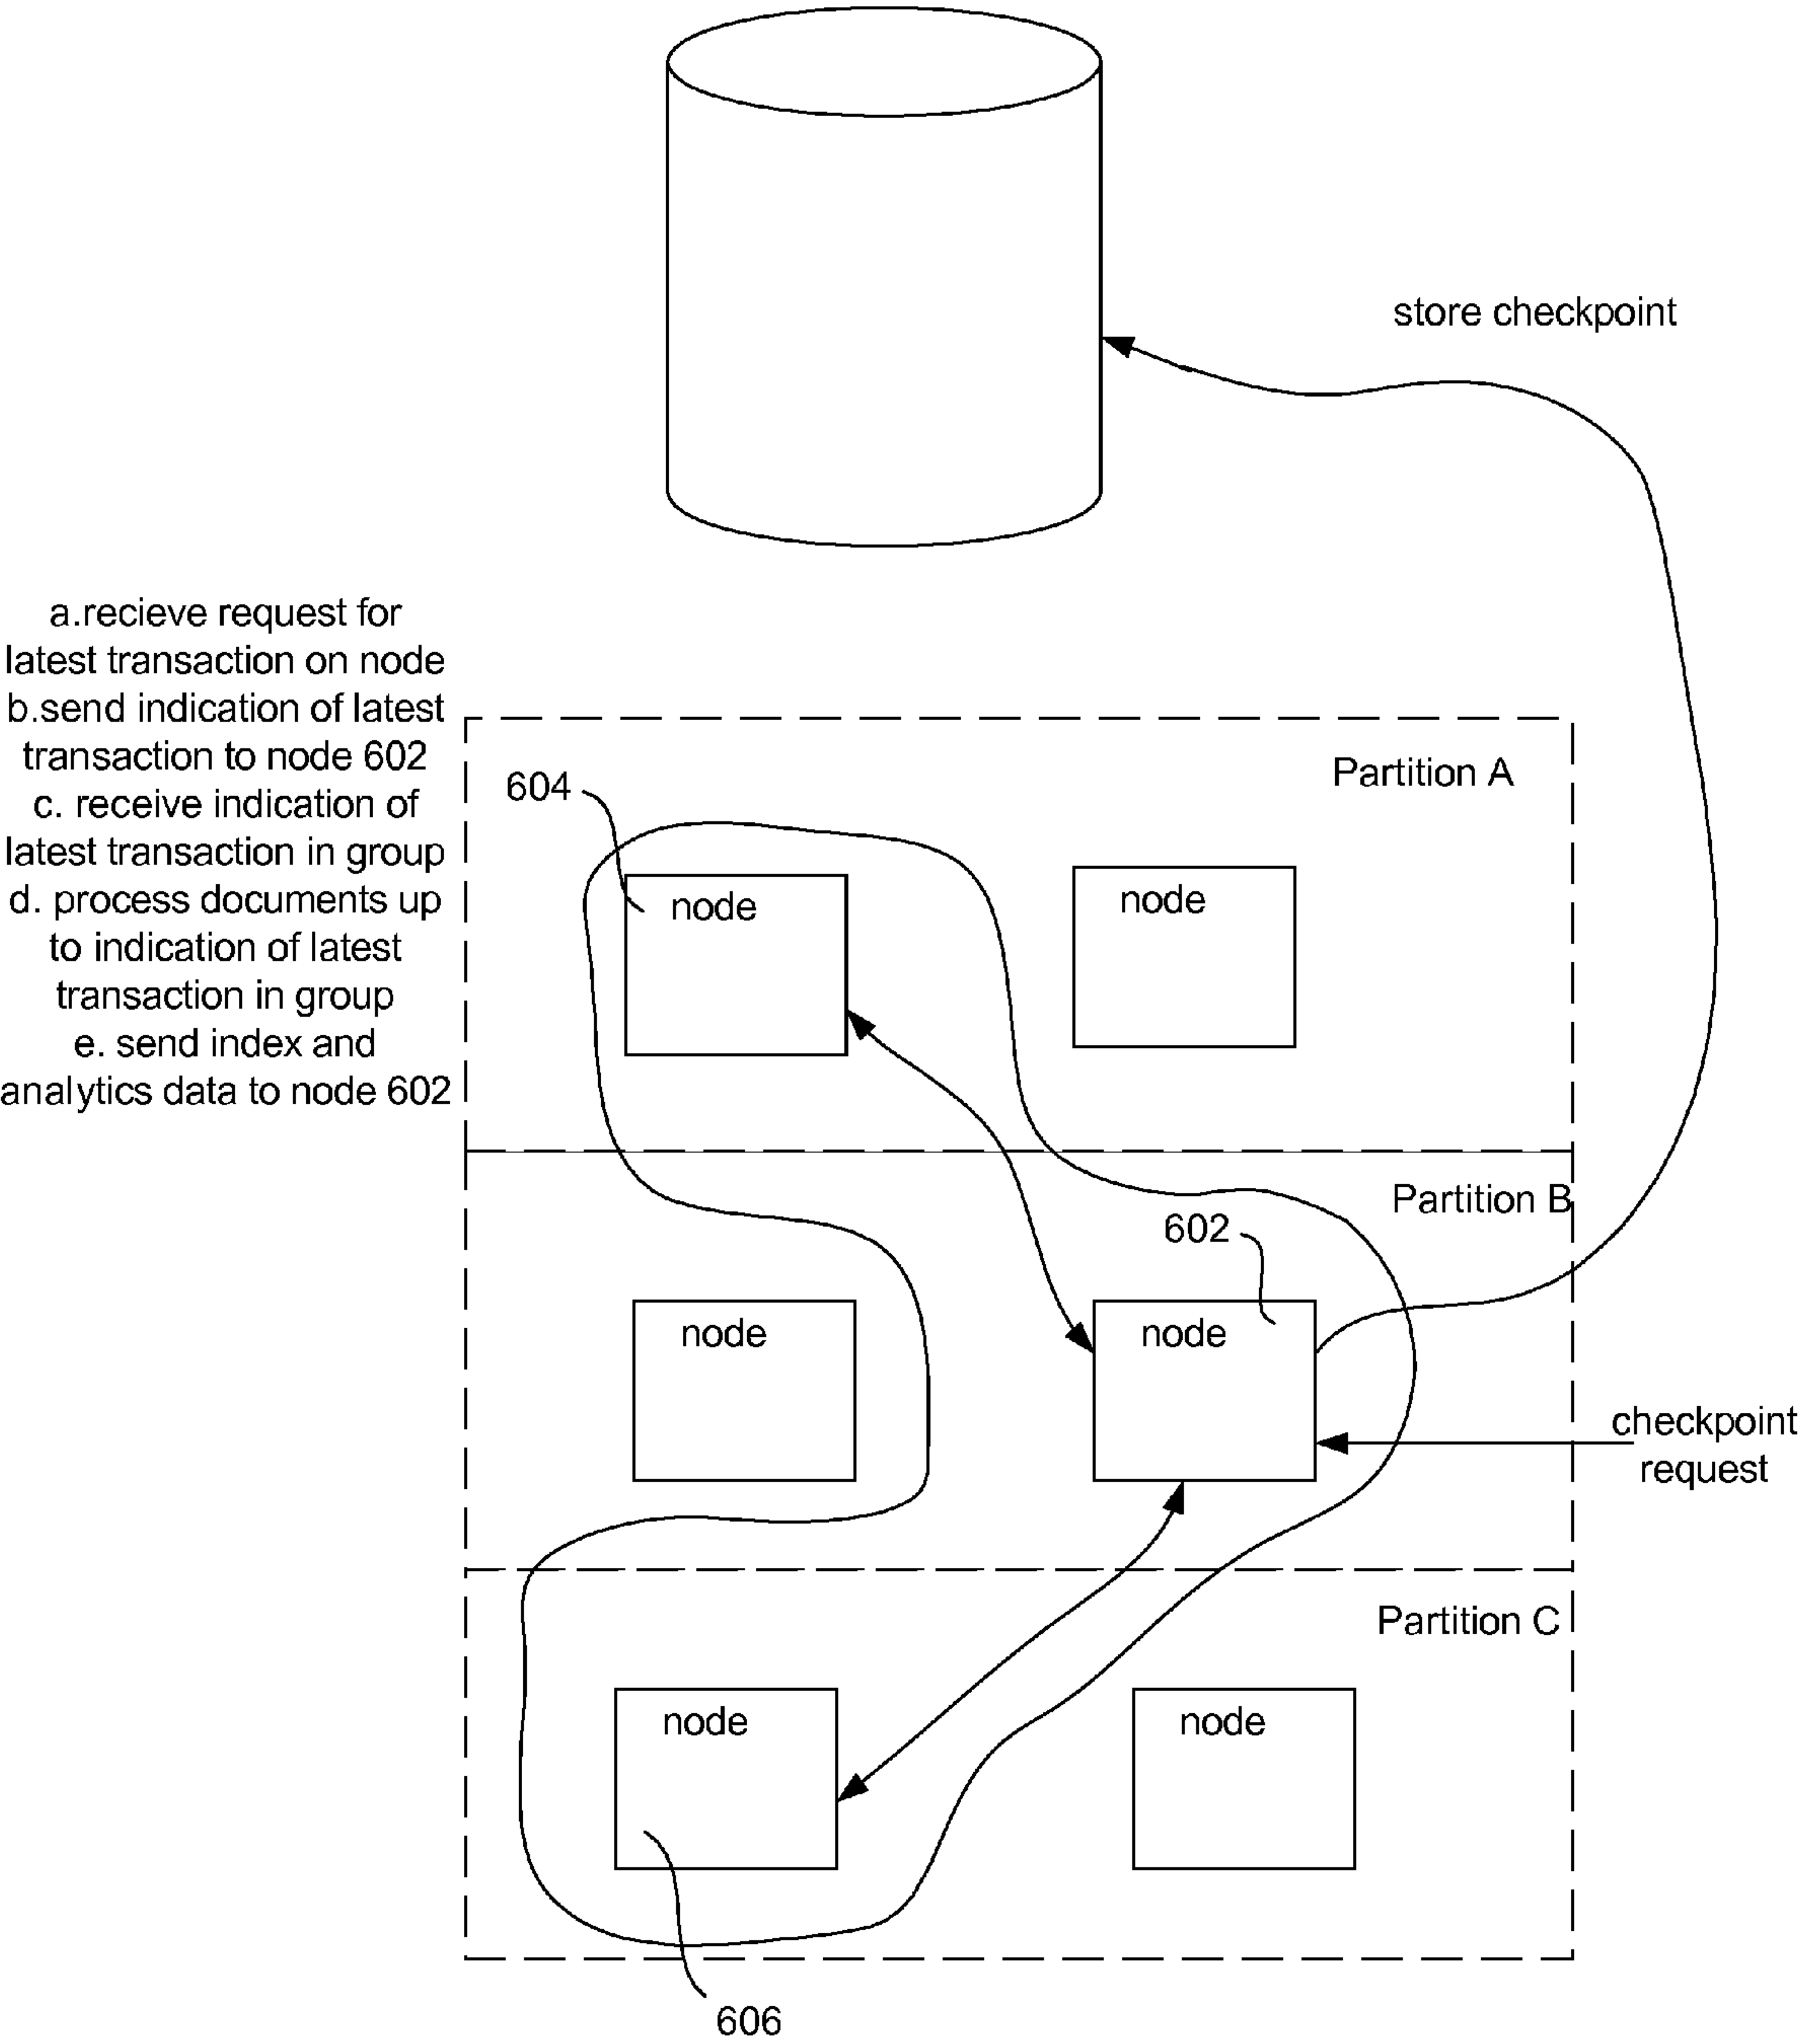 store checkpoint
a.recieve request for
latest transaction on node
b.send indication of latest
transaction to node 602
c. receive indication of
latest transaction in group
d. process documents up
to indication of latest
transaction in group
e. send index and
analytics data to node 602
Partition A
604
node
node
Partition B
602
node
node
checkpoint
request
Partition C
node
node
606